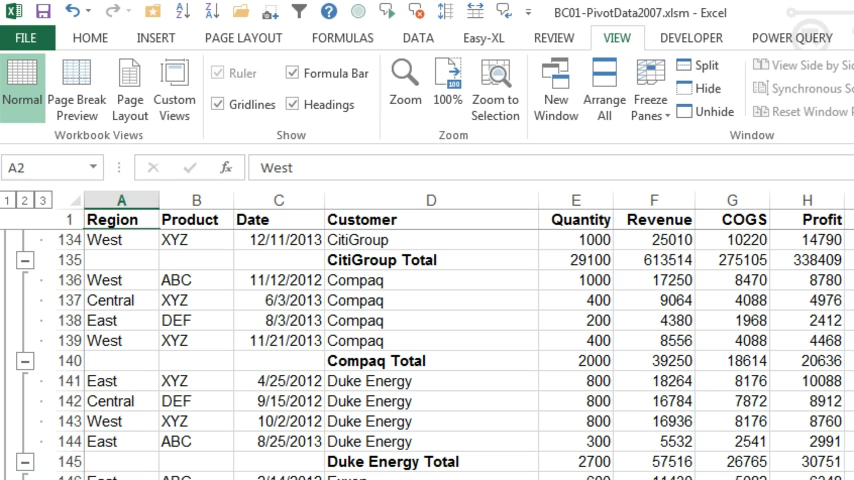 BC01-PivotData2007.xlsm - Excel
FILE HOME INSERT PAGE LAYOUT FORMULAS DATA Easy-XL REVIEW VIEW DEVELOPER POWER QUERY
Ruler Formula Bar Split View Side by Si
Normal Page Break Page Custom Zoom 100% Zoom to New Arrange Freeze Hide Synchronous S
Preview Layout Views Gridlines Headings Selection Window All Panes Unhide Reset Window P
Workbook Views Show Zoom Window
A2 fx West
1 2 3 A B C D E F G H
1 Region Product Date Customer Quantity Revenue COGS Profit
134 West XYZ 12/11/2013 CitiGroup 1000 25010 10220 14790
135 CitiGroup Total 29100 613514 275105 338409
136 West ABC 11/12/2012 Compaq 1000 17250 8470 8780
137 Central XYZ 6/3/2013 Compaq 400 9064 4088 4976
138 East DEF 8/3/2013 Compaq 200 4380 1968 2412
139 West XYZ 11/21/2013 Compaq 400 8556 4088 4468
140 Compaq Total 2000 39250 18614 20636
141 East XYZ 4/25/2012 Duke Energy 800 18264 8176 10088
142 Central DEF 9/15/2012 Duke Energy 800 16784 7872 8912
143 West XYZ 10/2/2012 Duke Energy 800 16936 8176 8760
144 East ABC 8/25/2013 Duke Energy 300 5532 2541 2991
145 Duke Energy Total 2700 57516 26765 30751